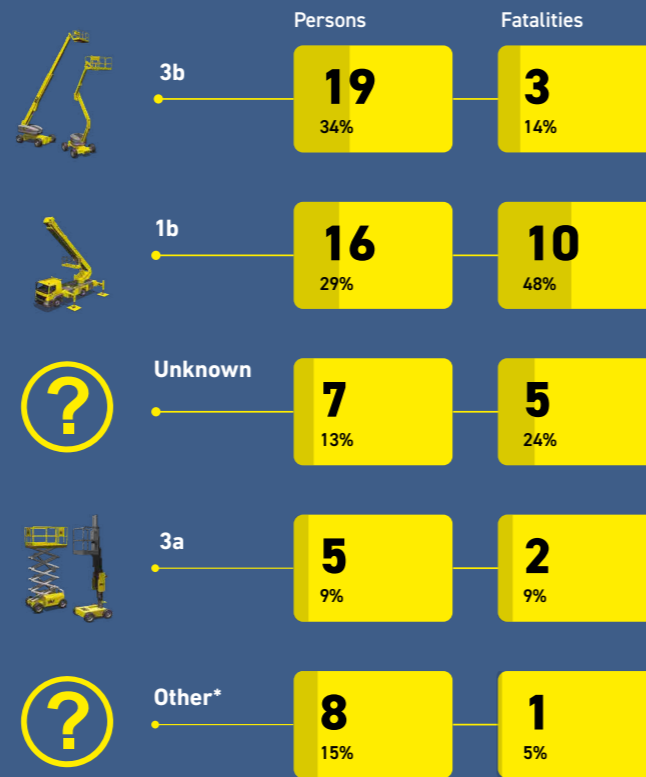 Persons Fatalities
3b
19 3
34% 14%
1b
16 10
29% 48%
Unknown
?
7 5
13% 24%
3a
5 2
9% 9%
Other*
?
8 1
15% 5%